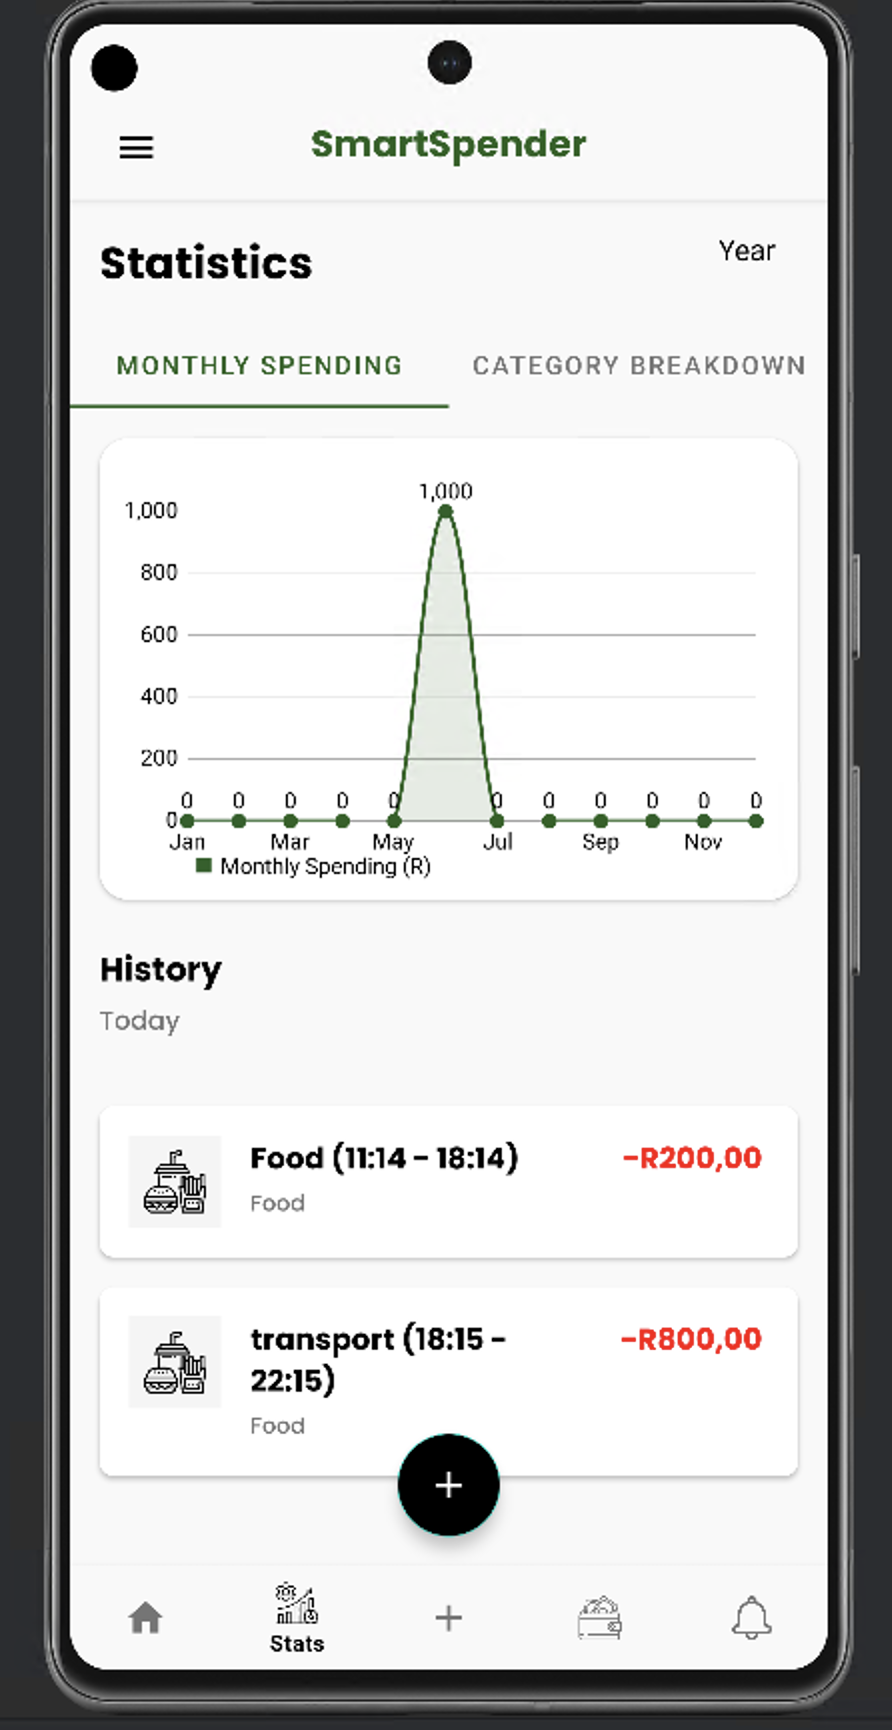 SmartSpender
Statistics
Year
MONTHLY SPENDING
CATEGORY BREAKDOWN
1,000
1,000
800
600
400
200
0 0 0 0 0 0 0 0 0 0 0
0
Jan Mar May Jul Sep Nov
Monthly Spending (R)
History
Today
Food (11:14 - 18:14)
-R200,00
Food
transport (18:15 -
22:15)
-R800,00
Food
+
+
Stats